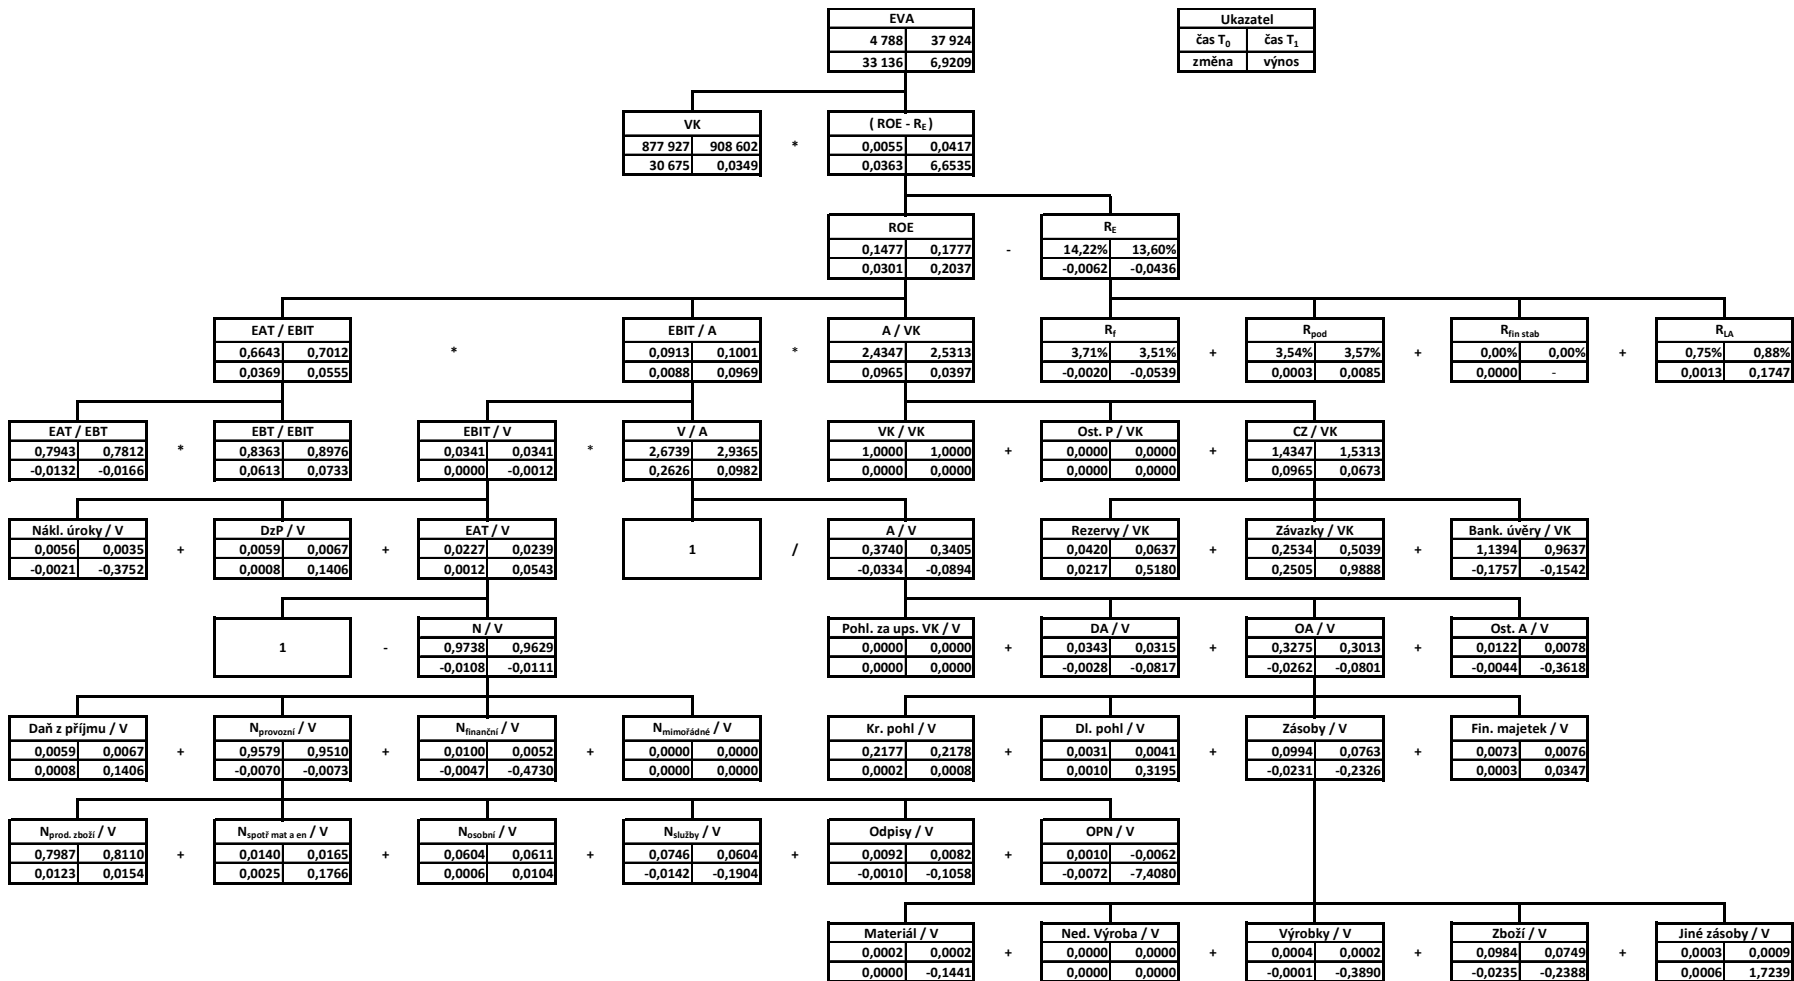 EVA
4 788 37 924
33 136 6,9209
Ukazatel
čas T₀ čas T₁
změna výnos
VK ( ROE - R_E )
877 927 908 602 * 0,0055 0,0417
30 675 0,0349 0,0363 6,6535
ROE R_E
0,1477 0,1777 - 14,22% 13,60%
0,0301 0,2037 -0,0062 -0,0436
EAT / EBIT EBIT / A A / VK R_f R_pod R_fin stab R_LA
0,6643 0,7012 * 0,0913 0,1001 * 2,4347 2,5313 3,71% 3,51% + 3,54% 3,57% + 0,00% 0,00% + 0,75% 0,88%
0,0369 0,0555 0,0088 0,0969 0,0965 0,0397 -0,0020 -0,0539 0,0003 0,0085 0,0000 - 0,0013 0,1747
EAT / EBT EBT / EBIT EBIT / V V / A VK / VK Ost. P / VK CZ / VK
0,7943 0,7812 * 0,8363 0,8976 0,0341 0,0341 * 2,6739 2,9365 1,0000 1,0000 + 0,0000 0,0000 + 1,4347 1,5313
-0,0132 -0,0166 0,0613 0,0733 0,0000 -0,0012 0,2626 0,0982 0,0000 0,0000 0,0000 0,0000 0,0965 0,0673
Nákl. úroky / V DzP / V EAT / V A / V Rezervy / VK Závazky / VK Bank. úvěry / VK
0,0056 0,0035 + 0,0059 0,0067 + 0,0227 0,0239 1 / 0,3740 0,3405 0,0420 0,0637 + 0,2534 0,5039 + 1,1394 0,9637
-0,0021 -0,3752 0,0008 0,1406 0,0012 0,0543 -0,0334 -0,0894 0,0217 0,5180 0,2505 0,9888 -0,1757 -0,1542
N / V Pohl. za ups. VK / V DA / V OA / V Ost. A / V
1 - 0,9738 0,9629 0,0000 0,0000 + 0,0343 0,0315 + 0,3275 0,3013 + 0,0122 0,0078
-0,0108 -0,0111 0,0000 0,0000 -0,0028 -0,0817 -0,0262 -0,0801 -0,0044 -0,3618
Daň z příjmu / V N_provozní / V N_finanční / V N_mimořádné / V Kr. pohl / V Dl. pohl / V Zásoby / V Fin. majetek / V
0,0059 0,0067 + 0,9579 0,9510 + 0,0100 0,0052 + 0,0000 0,0000 0,2177 0,2178 + 0,0031 0,0041 + 0,0994 0,0763 + 0,0073 0,0076
0,0008 0,1406 -0,0070 -0,0073 -0,0047 -0,4730 0,0000 0,0000 0,0002 0,0008 0,0010 0,3195 -0,0231 -0,2326 0,0003 0,0347
N_prod. zboží / V N_spotř mat a en / V N_osobní / V N_služby / V Odpisy / V OPN / V
0,7987 0,8110 + 0,0140 0,0165 + 0,0604 0,0611 + 0,0746 0,0604 + 0,0092 0,0082 + 0,0010 -0,0062
0,0123 0,0154 0,0025 0,1766 0,0006 0,0104 -0,0142 -0,1904 -0,0010 -0,1058 -0,0072 -7,4080
Materiál / V Ned. Výroba / V Výrobky / V Zboží / V Jiné zásoby / V
0,0002 0,0002 + 0,0000 0,0000 + 0,0004 0,0002 + 0,0984 0,0749 + 0,0003 0,0009
0,0000 -0,1441 0,0000 0,0000 -0,0001 -0,3890 -0,0235 -0,2388 0,0006 1,7239